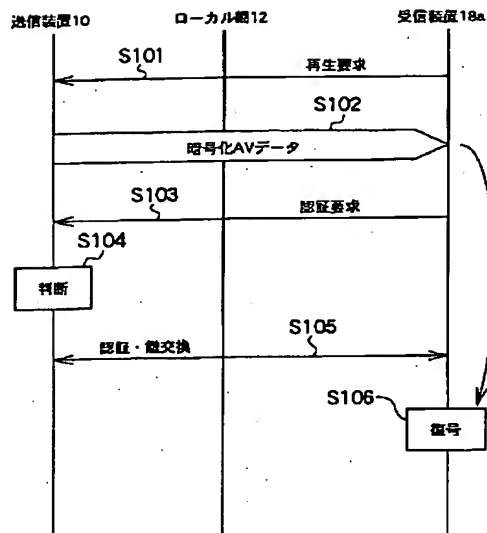 送信装置10
ローカル網12
受信装置18a
S101
再生要求
S102
暗号化AVデータ
S103
認証要求
S104
判断
認証・鍵交換
S105
S106
復号